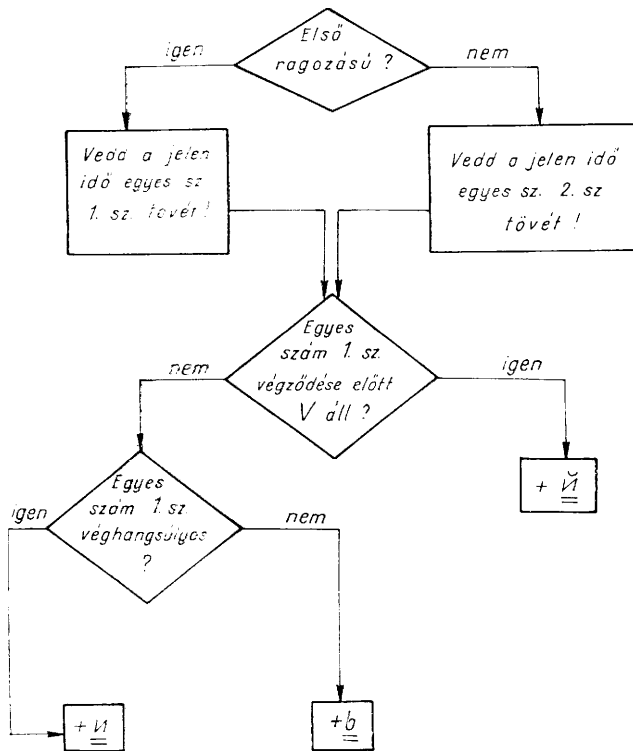 Első
ragozású ?
igen
nem
Vedd a jelen
idő egyes sz
1. sz. tövét !
Vedd a jelen idő
egyes sz. 2. sz
tövét !
Egyes
szám 1. sz.
végződése előtt
V áll ?
nem
igen
+ й
Egyes
szám 1. sz.
véghangsúlyos
?
igen
nem
+ и
+ ь